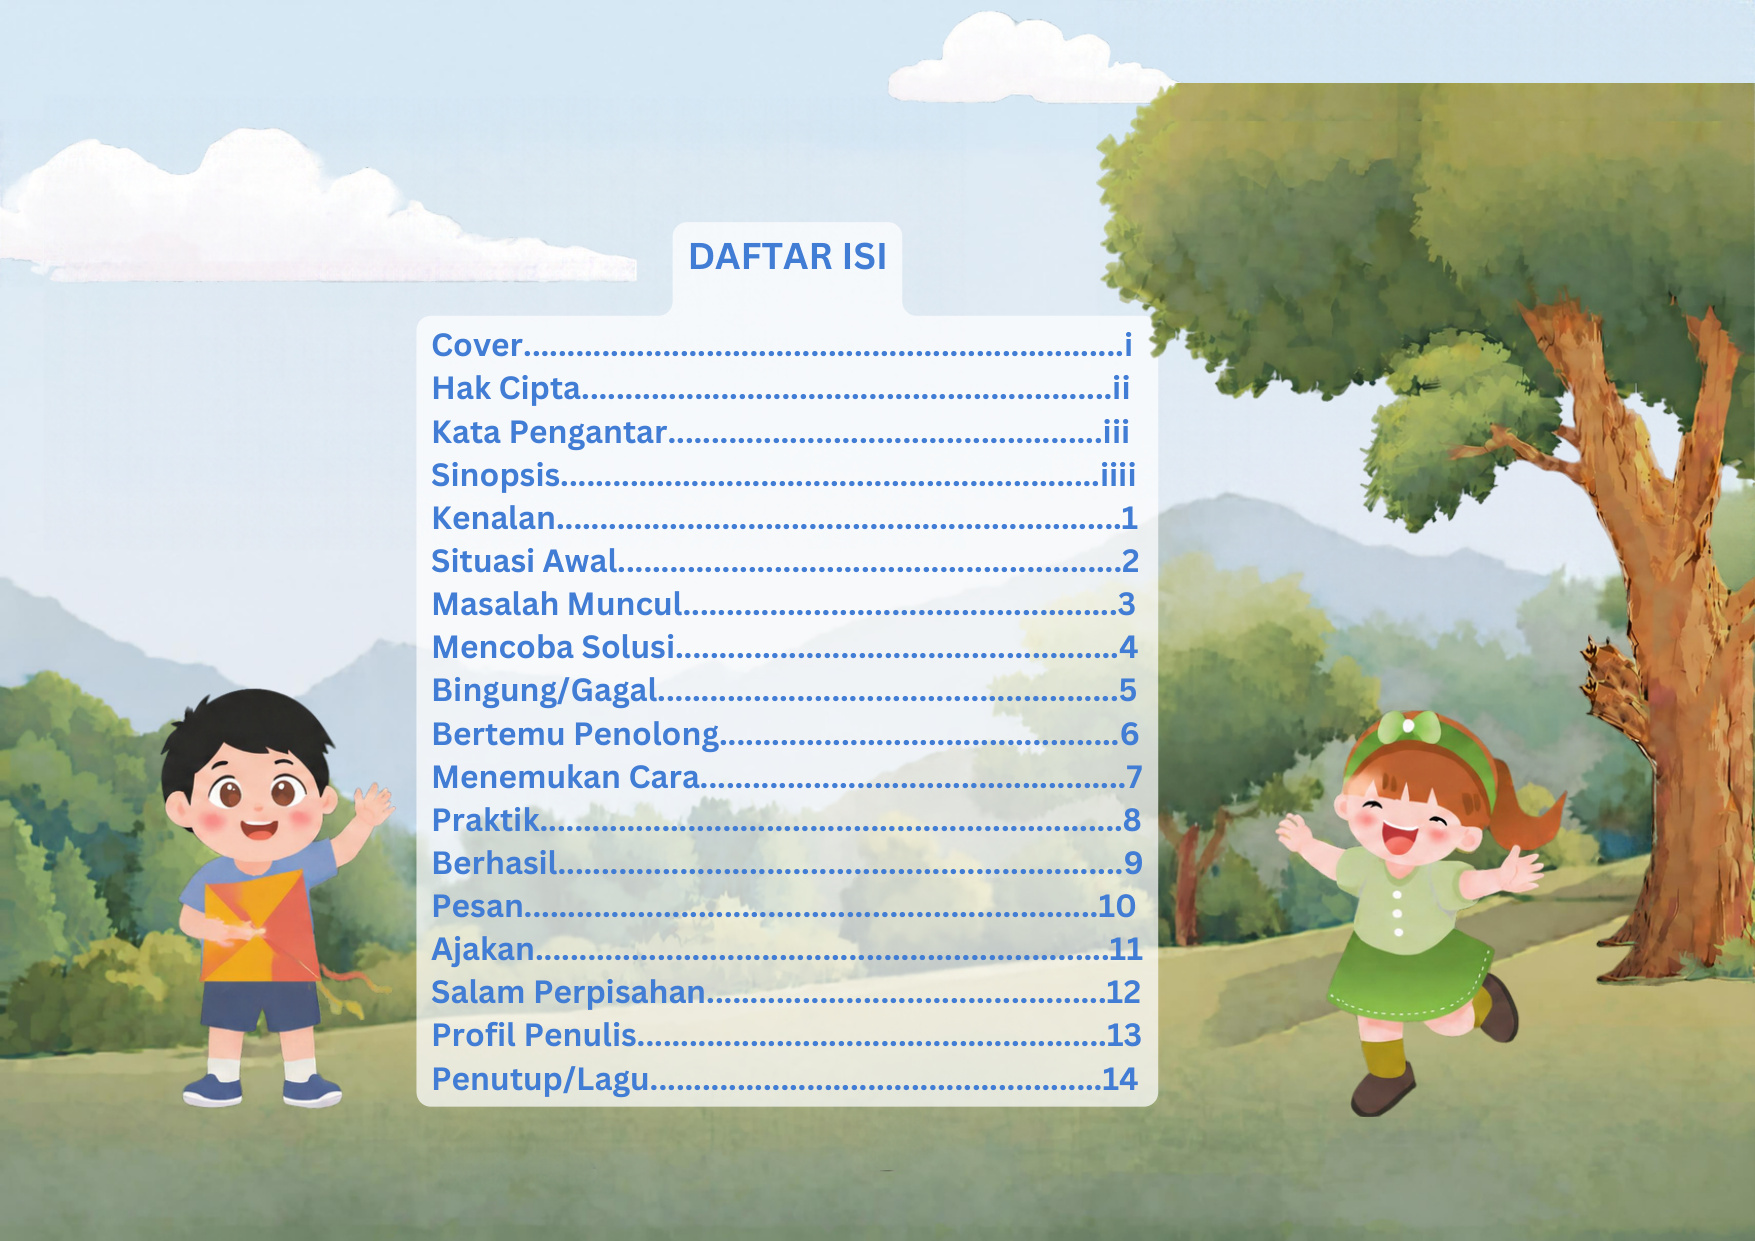 DAFTAR ISI
Cover......................................................................i
Hak Cipta..............................................................ii
Kata Pengantar...................................................iii
Sinopsis...............................................................iiii
Kenalan..................................................................1
Situasi Awal...........................................................2
Masalah Muncul...................................................3
Mencoba Solusi....................................................4
Bingung/Gagal......................................................5
Bertemu Penolong..............................................6
Menemukan Cara.................................................7
Praktik....................................................................8
Berhasil..................................................................9
Pesan...................................................................10
Ajakan...................................................................11
Salam Perpisahan...............................................12
Profil Penulis.......................................................13
Penutup/Lagu.....................................................14